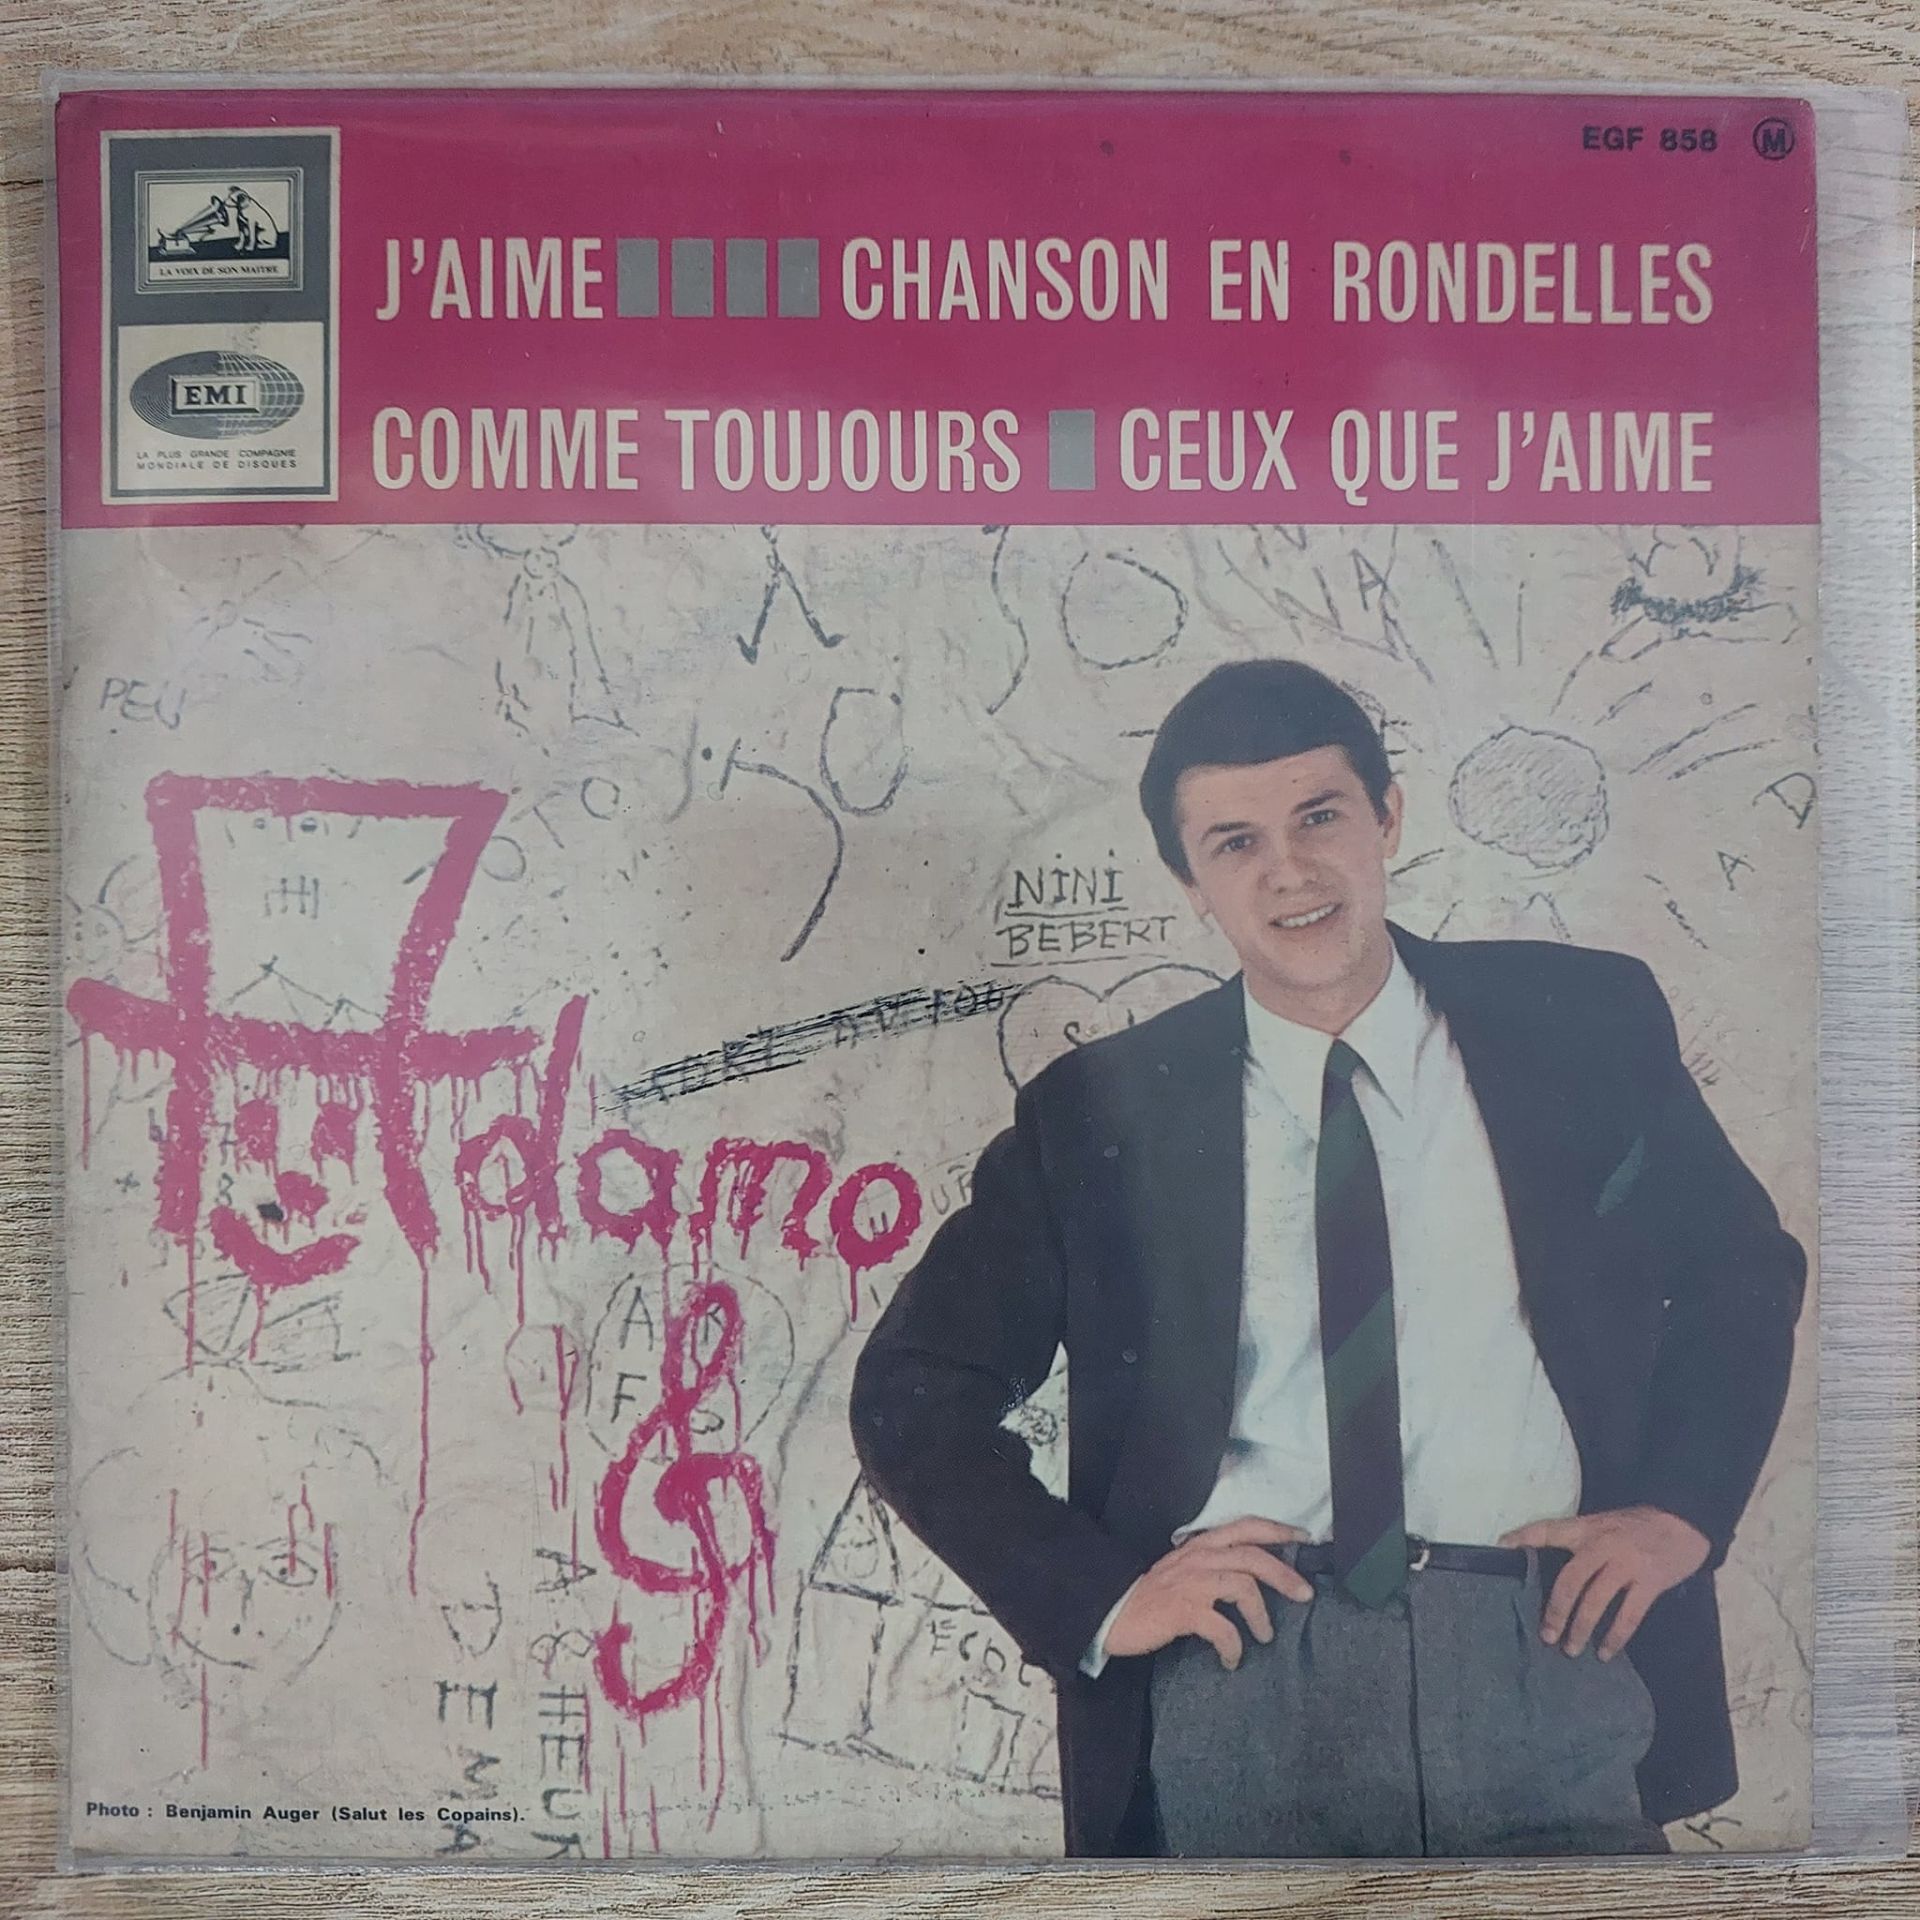 EGF 858 M
LA VOIX DE SON MAITRE
J'AIME CHANSON EN RONDELLES
EMI
LA PLUS GRANDE COMPAGNIE
MONDIALE DE DISQUES
COMME TOUJOURS CEUX QUE J'AIME
PEU
NINI
BEBERT
Adamo
A K
F B
DEMA
Photo : Benjamin Auger (Salut les Copains).